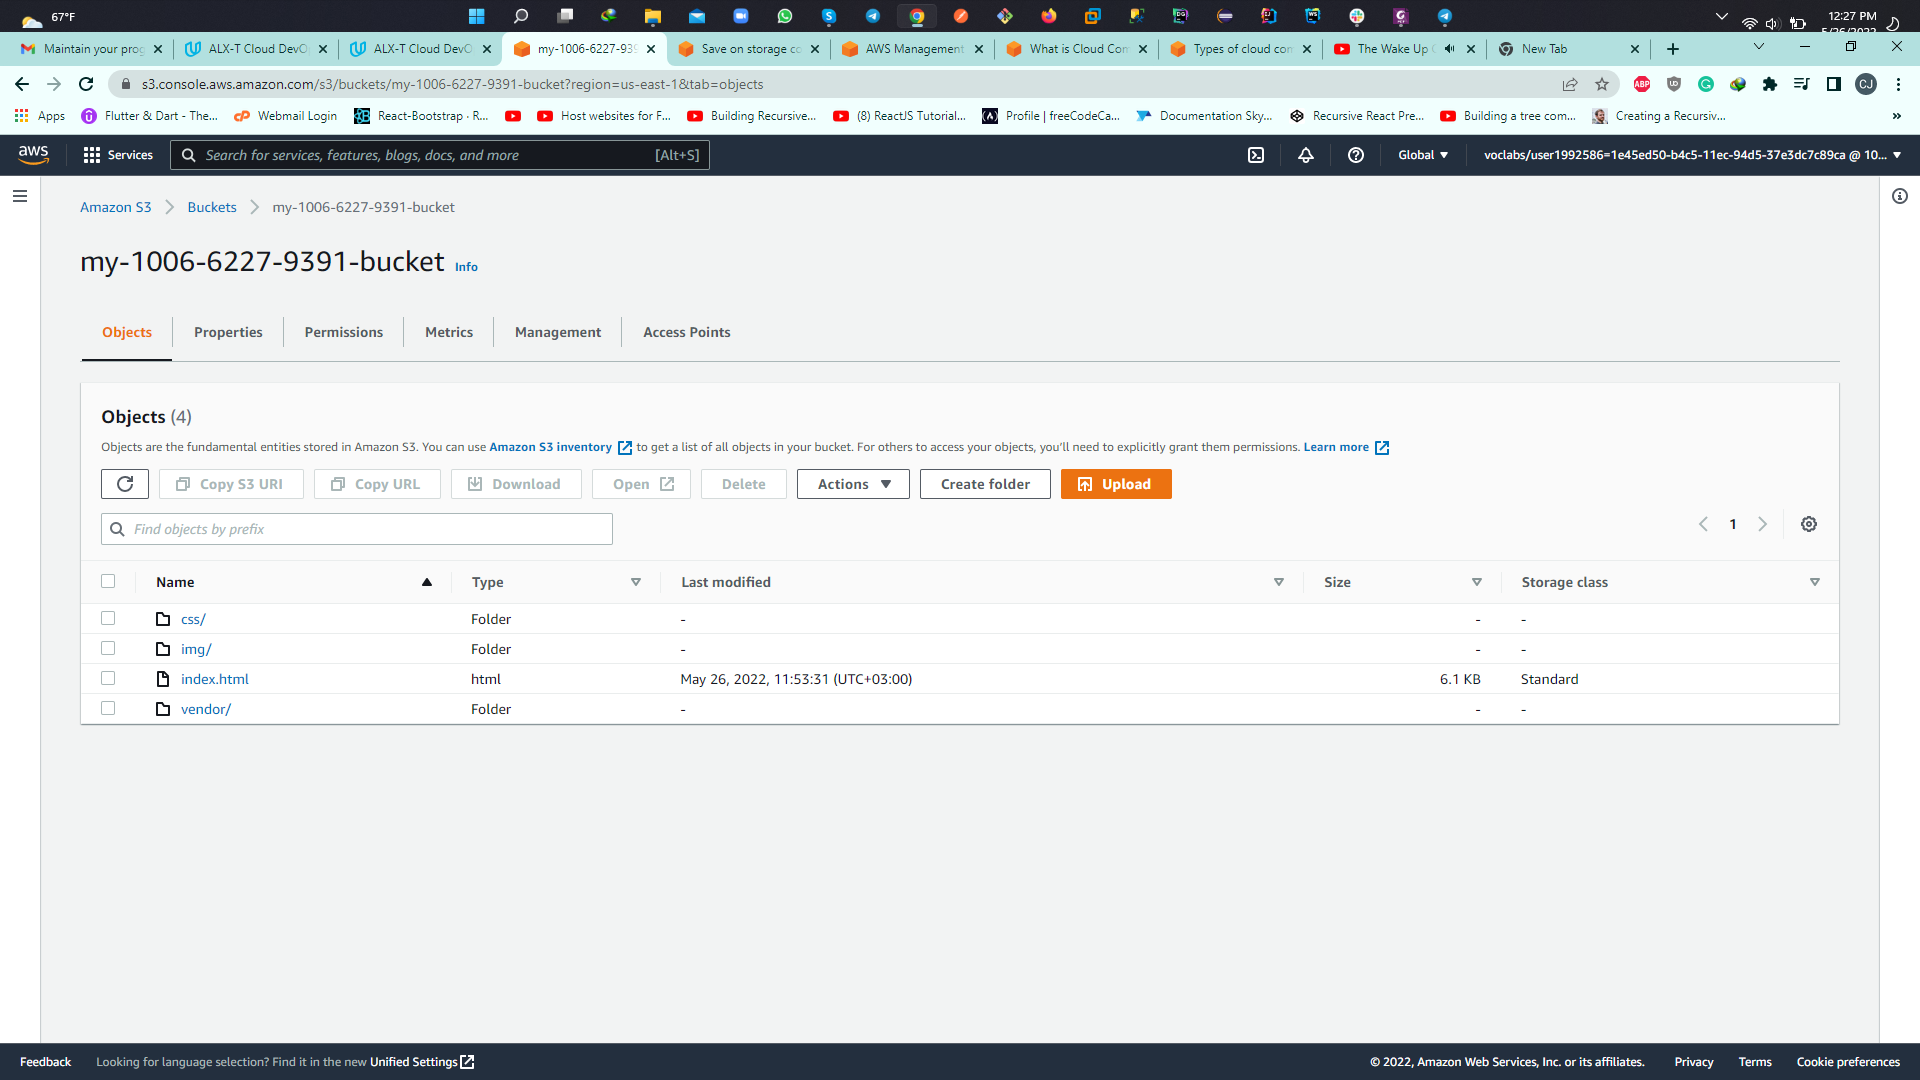 67°F
12:27 PM
5/26/2022
Maintain your prog
ALX-T Cloud DevO
ALX-T Cloud DevO
my-1006-6227-939
Save on storage co
AWS Management
What is Cloud Com
Types of cloud con
The Wake Up
New Tab
s3.console.aws.amazon.com/s3/buckets/my-1006-6227-9391-bucket?region=us-east-1&tab=objects
ABP
CJ
Apps
Flutter & Dart - The...
Webmail Login
React-Bootstrap · R...
Host websites for F...
Building Recursive...
(8) ReactJS Tutorial...
Profile | freeCodeCa...
Documentation Sky...
Recursive React Pre...
Building a tree com...
Creating a Recursiv...
»
aws
Services
Search for services, features, blogs, docs, and more
[Alt+S]
Global
voclabs/user1992586=1e45ed50-b4c5-11ec-94d5-37e3dc7c89ca @ 10...
Amazon S3
Buckets
my-1006-6227-9391-bucket
my-1006-6227-9391-bucket Info
Objects
Properties
Permissions
Metrics
Management
Access Points
Objects (4)
Objects are the fundamental entities stored in Amazon S3. You can use Amazon S3 inventory to get a list of all objects in your bucket. For others to access your objects, you'll need to explicitly grant them permissions. Learn more
Copy S3 URI
Copy URL
Download
Open
Delete
Actions
Create folder
Upload
Find objects by prefix
1
Name Type Last modified Size Storage class
css/ Folder - - -
img/ Folder - - -
index.html html May 26, 2022, 11:53:31 (UTC+03:00) 6.1 KB Standard
vendor/ Folder - - -
Feedback
Looking for language selection? Find it in the new Unified Settings
© 2022, Amazon Web Services, Inc. or its affiliates.
Privacy
Terms
Cookie preferences